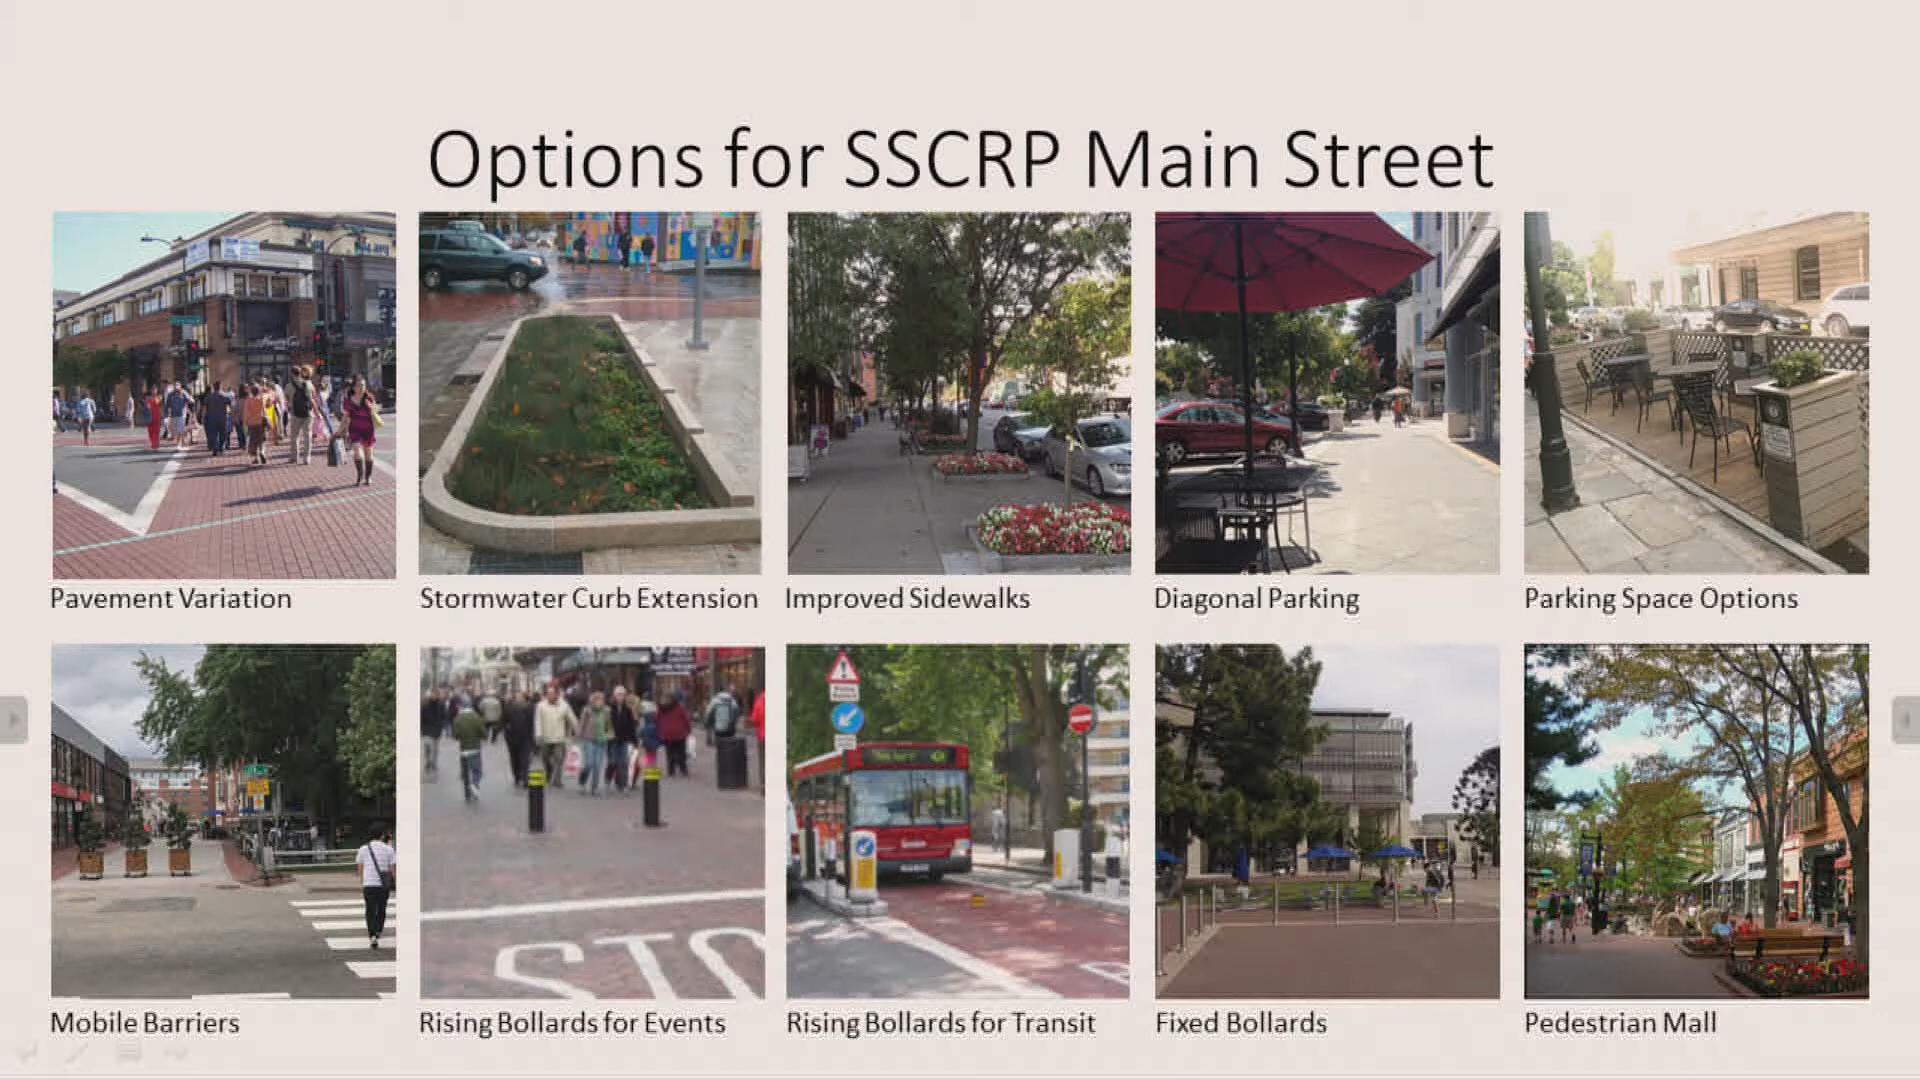 Options for SSCRP Main Street
Pavement Variation
Stormwater Curb Extension
Improved Sidewalks
Diagonal Parking
Parking Space Options
STO
Mobile Barriers
Rising Bollards for Events
Rising Bollards for Transit
Fixed Bollards
Pedestrian Mall